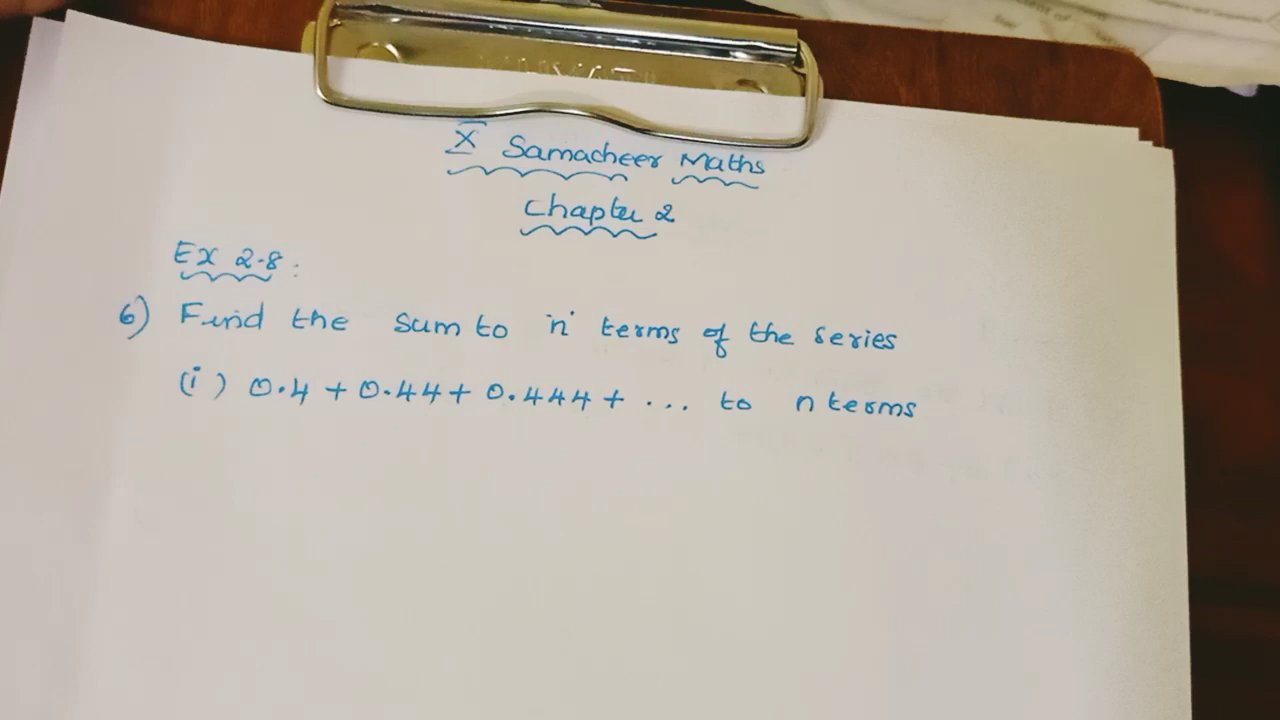 X Samacheer Maths
Chapter 2
Ex 2.8:
6) Find the sum to 'n' terms of the series
(i) 0.4 + 0.44 + 0.444 + ... to n terms